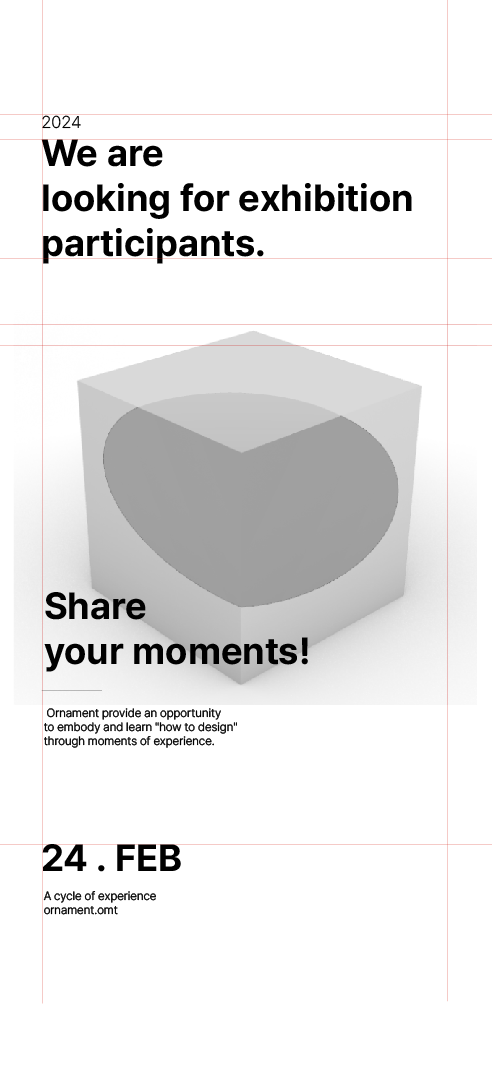 2024
We are
looking for exhibition
participants.
Share
your moments!
Ornament provide an opportunity
to embody and learn "how to design"
through moments of experience.
24 . FEB
A cycle of experience
ornament.omt